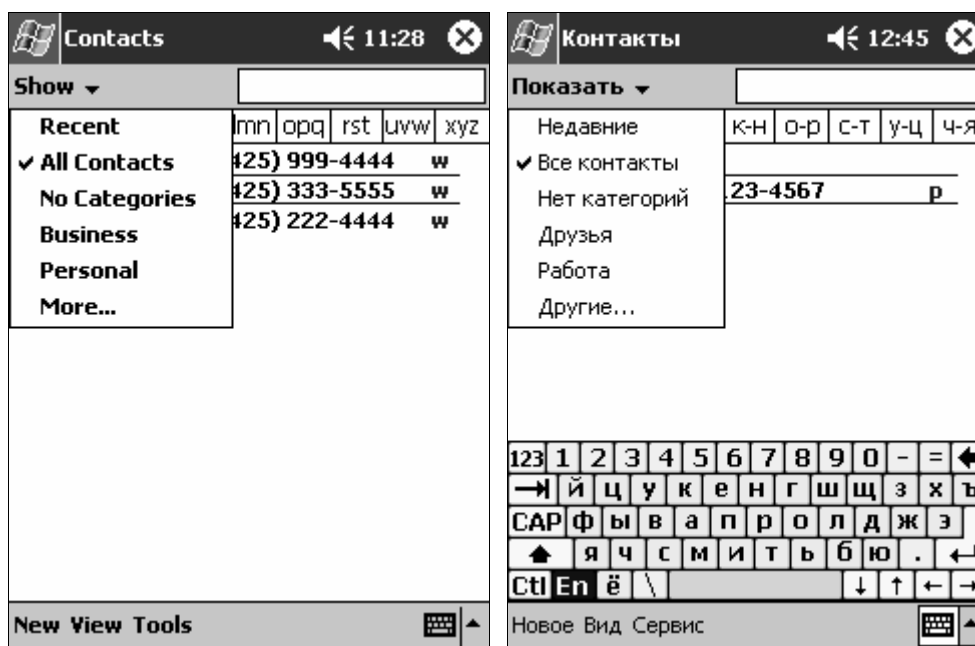 Contacts 11:28
Show
Recent
All Contacts
No Categories
Business
Personal
More...
lmn opq rst uvw xyz
425) 999-4444 w
425) 333-5555 w
425) 222-4444 w
New View Tools
Контакты 12:45
Показать
Недавние
Все контакты
Нет категорий
Друзья
Работа
Другие...
к-н о-р с-т у-ц ч-я
23-4567 р
123 1 2 3 4 5 6 7 8 9 0 - =
й ц у к е н г ш щ з х ъ
CAP ф ы в а п р о л д ж э
я ч с м и т ь б ю .
Ctl En ё \ ↓ ↑ ← →
Новое Вид Сервис